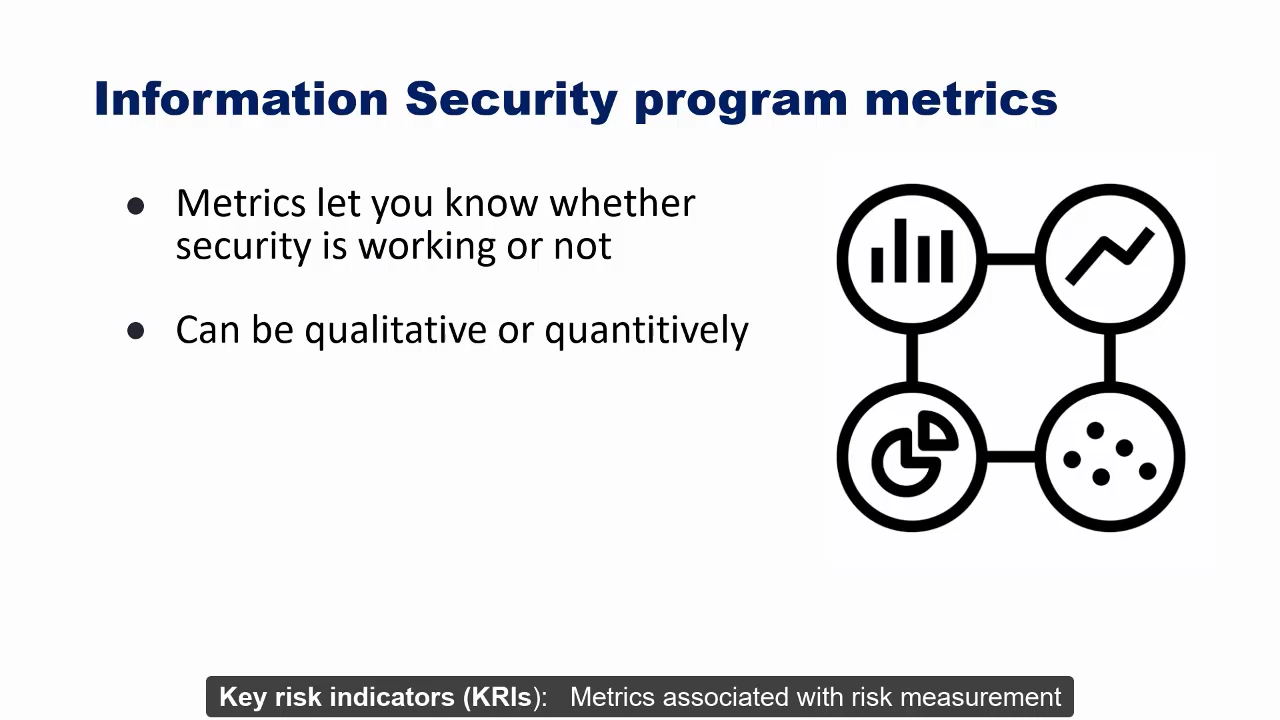 Information Security program metrics
● Metrics let you know whether
security is working or not
● Can be qualitative or quantitively
Key risk indicators (KRIs): Metrics associated with risk measurement